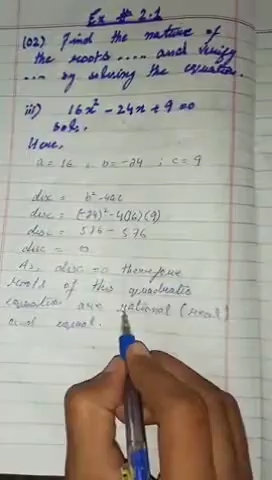 Ex # 2.1
(02) Find the nature of
the roots .... and verify
... by solving the equation.
iii) 16x² - 24x + 9 = 0
Sol.
Here,
a = 16 , b = -24 ; c = 9
disc = b² - 4ac
disc = (-24)² - 4(16)(9)
disc = 576 - 576
disc = 0
As, disc = 0 therefore
roots of this quadratic
equation are rational (real)
and equal.